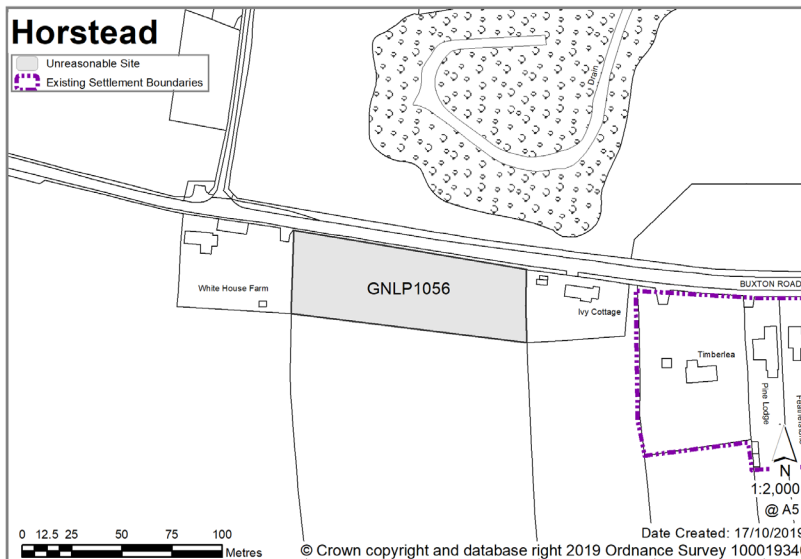 Horstead
Unreasonable Site
Existing Settlement Boundaries
Drain
White House Farm
GNLP1056
Ivy Cottage
BUXTON ROAD
Timberlea
Pine Lodge
N
1:2,000
@ A5
0 12.5 25 50 75 100
Metres
Date Created: 17/10/2019
© Crown copyright and database right 2019 Ordnance Survey 10001934